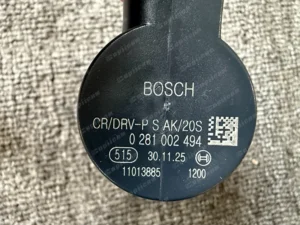 BOSCH
CR/DRV-P S AK/20S
0 281 002 494
515 30.11.25
11013885 1200